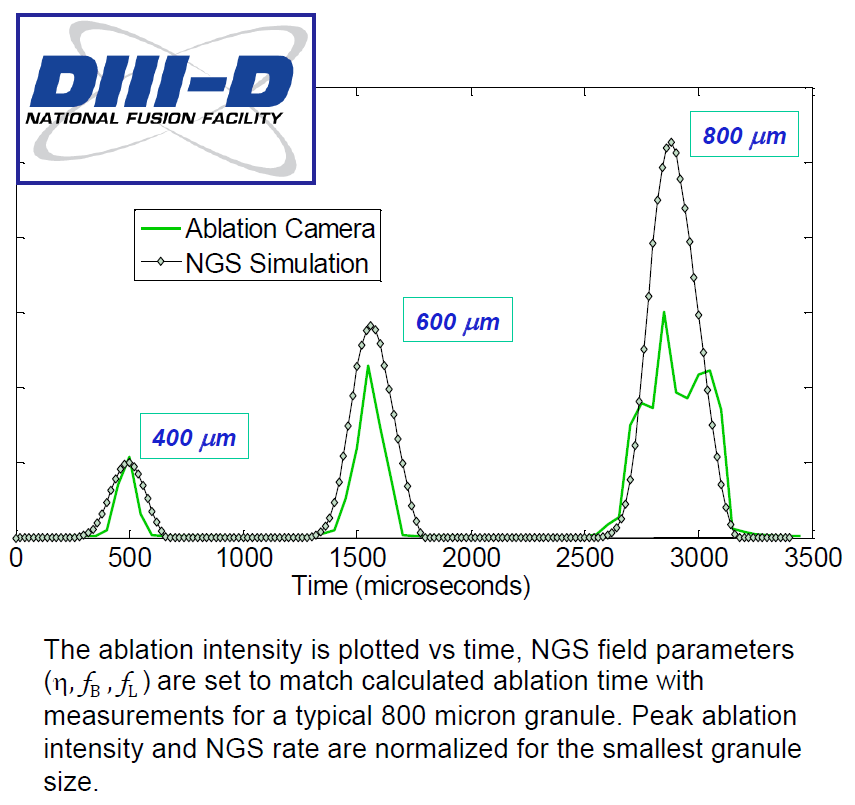 DIII-D
NATIONAL FUSION FACILITY
800 μm
Ablation Camera
NGS Simulation
600 μm
400 μm
0 500 1000 1500 2000 2500 3000 3500
Time (microseconds)
The ablation intensity is plotted vs time, NGS field parameters
(η, fB , fL ) are set to match calculated ablation time with
measurements for a typical 800 micron granule. Peak ablation
intensity and NGS rate are normalized for the smallest granule
size.